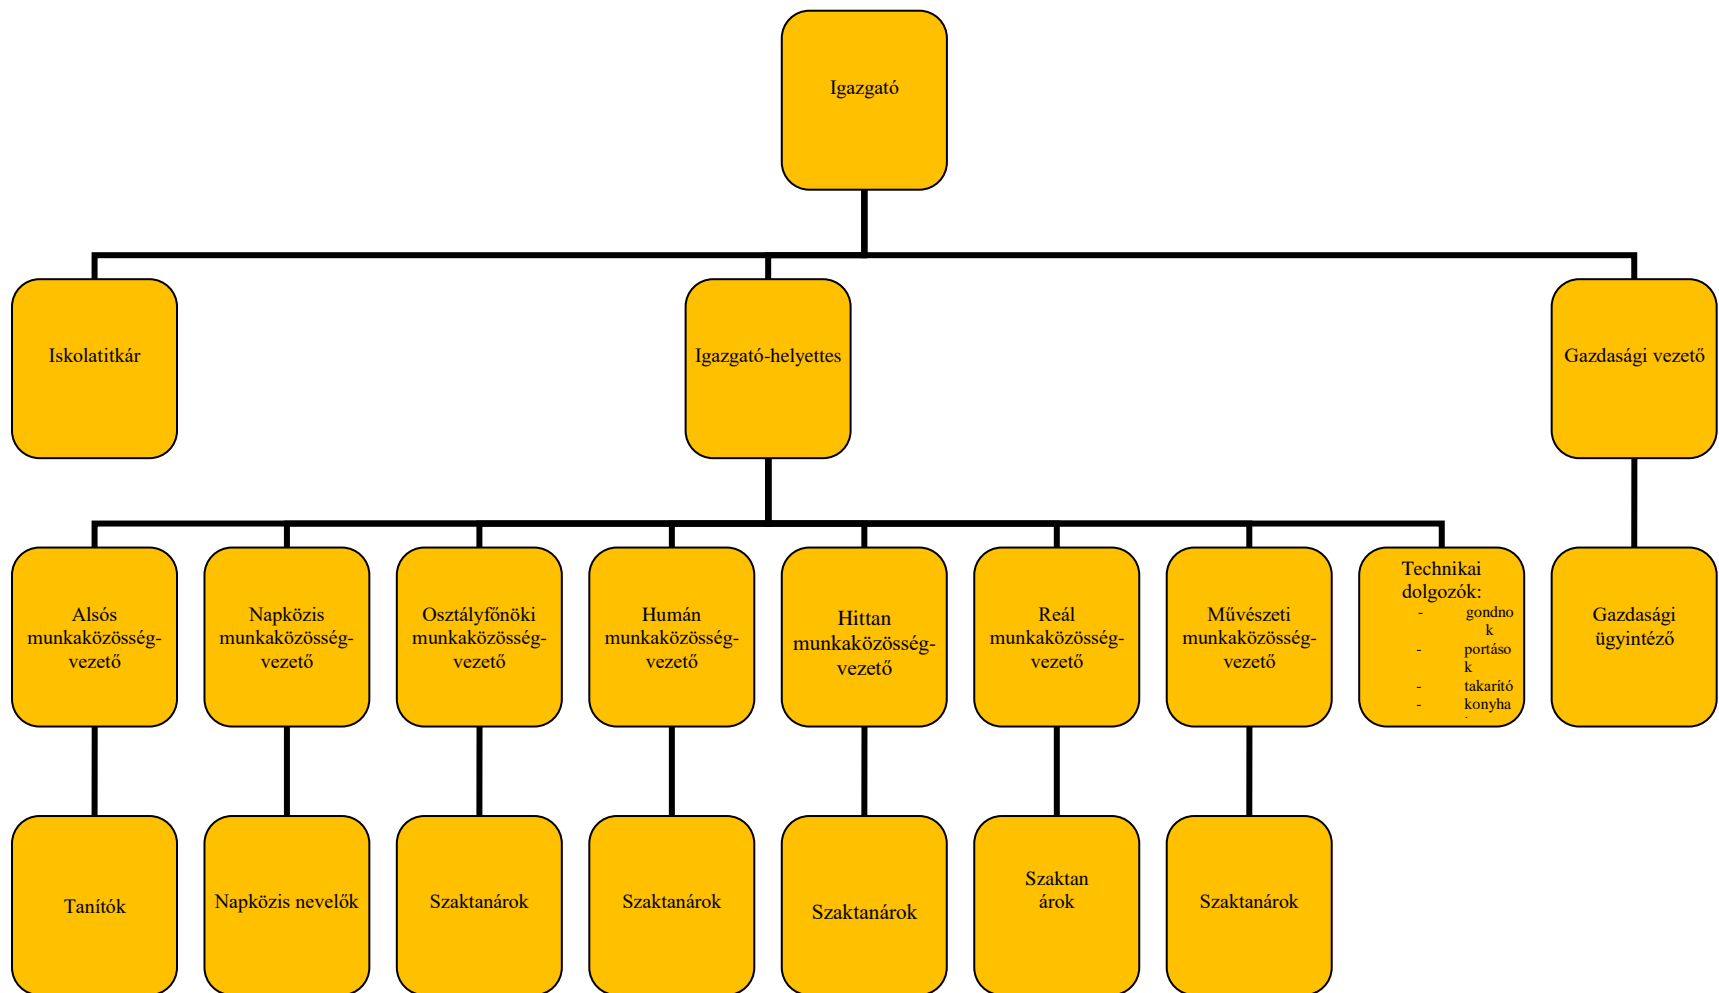 Igazgató
Iskolatitkár
Igazgató-helyettes
Gazdasági vezető
Alsós
munkaközösség-
vezető
Napközis
munkaközösség-
vezető
Osztályfőnöki
munkaközösség-
vezető
Humán
munkaközösség-
vezető
Hittan
munkaközösség-
vezető
Reál
munkaközösség-
vezető
Művészeti
munkaközösség-
vezető
Technikai
dolgozók:
- gondno
k
- portáso
k
- takarító
- konyha
Gazdasági
ügyintéző
Tanítók
Napközis nevelők
Szaktanárok
Szaktanárok
Szaktanárok
Szaktan
árok
Szaktanárok